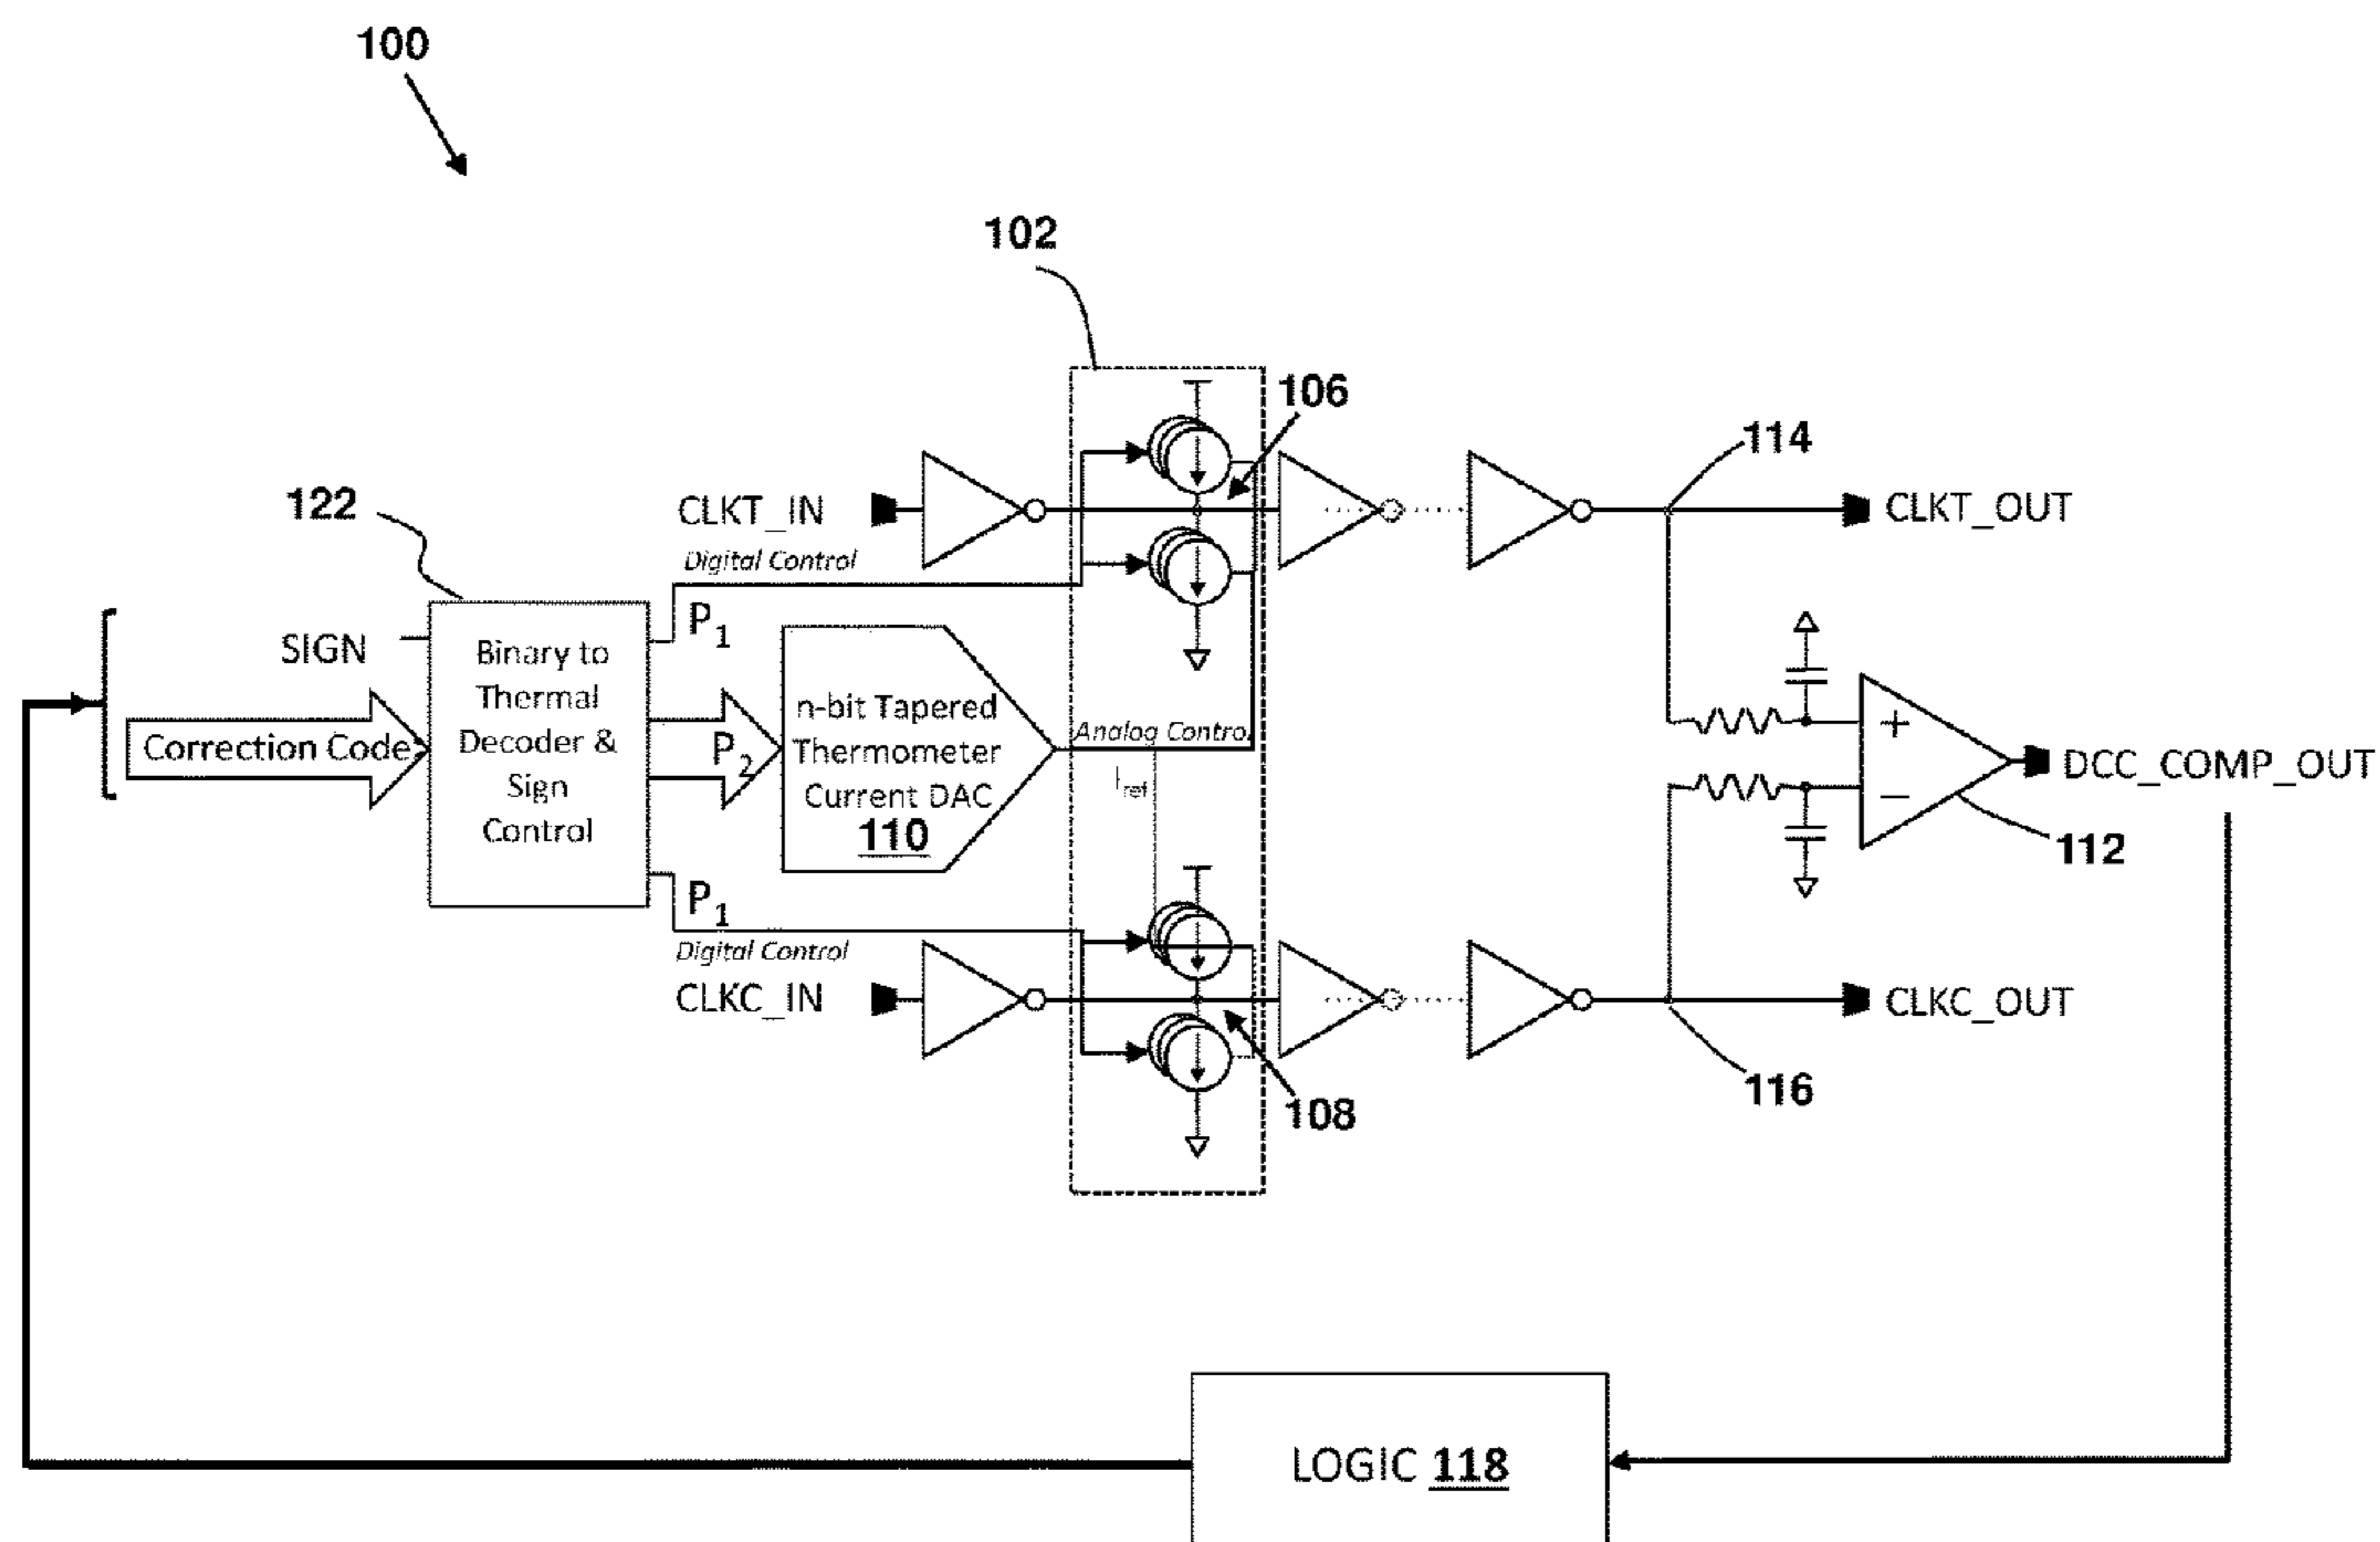 100
102
106
114
122
CLKT_IN
CLKT_OUT
Digital Control
P1
SIGN
Binary to
Thermal
Decoder &
Sign
Control
Correction Code
P2
n-bit Tapered
Thermometer
Current DAC
110
Analog Control
Iref
+
−
DCC_COMP_OUT
112
P1
Digital Control
CLKC_IN
CLKC_OUT
116
108
LOGIC 118